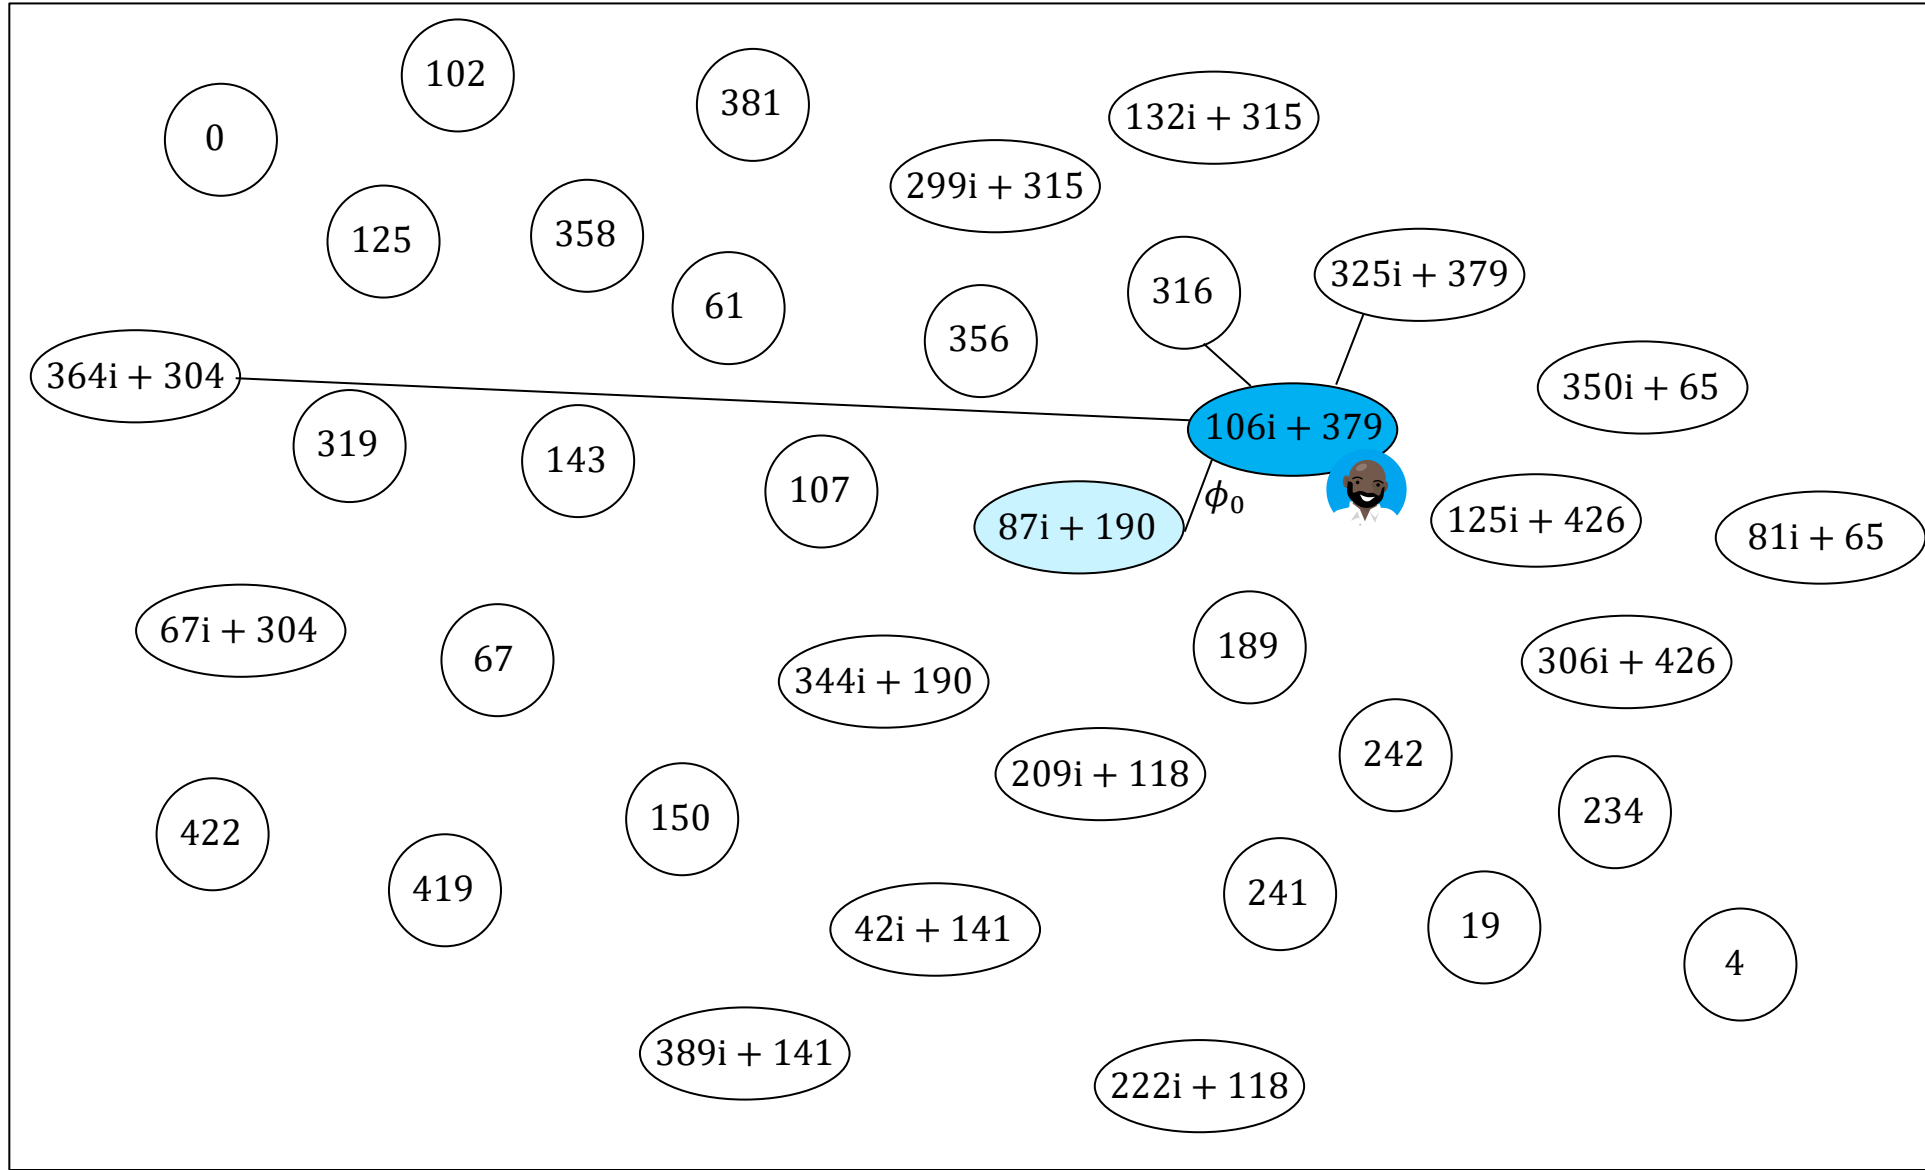 102
381
132i + 315
0
299i + 315
125
358
325i + 379
316
61
356
364i + 304
350i + 65
106i + 379
319
143
107
ϕ₀
87i + 190
125i + 426
81i + 65
67i + 304
67
189
306i + 426
344i + 190
242
209i + 118
234
150
422
419
241
19
42i + 141
4
389i + 141
222i + 118